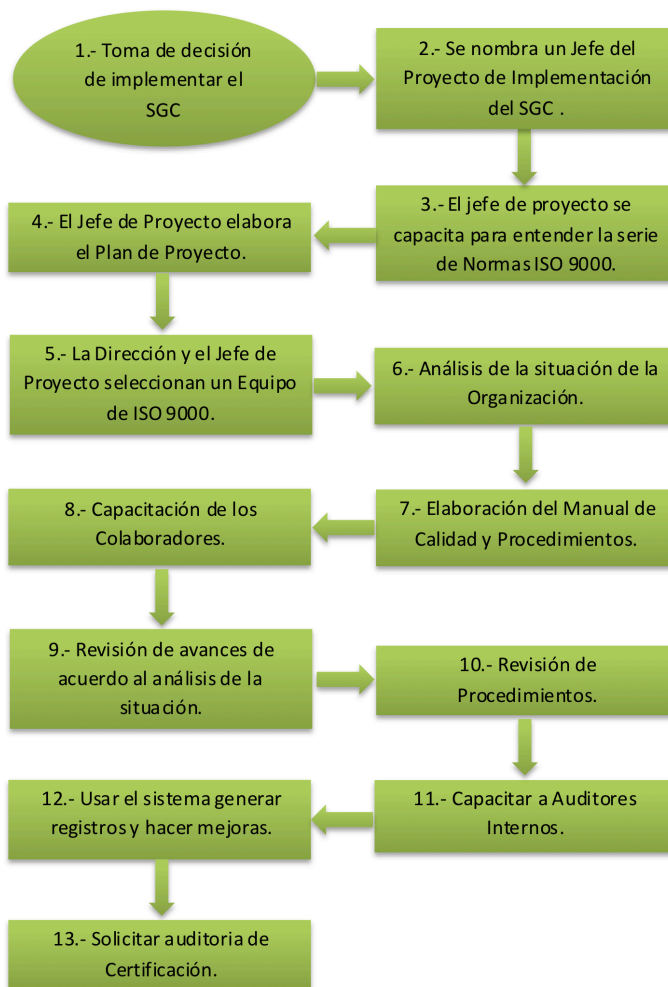 1.- Toma de decisión
de implementar el
SGC
2.- Se nombra un Jefe del
Proyecto de Implementación
del SGC .
3.- El jefe de proyecto se
capacita para entender la serie
de Normas ISO 9000.
4.- El Jefe de Proyecto elabora
el Plan de Proyecto.
5.- La Dirección y el Jefe de
Proyecto seleccionan un Equipo
de ISO 9000.
6.- Análisis de la situación de la
Organización.
7.- Elaboración del Manual de
Calidad y Procedimientos.
8.- Capacitación de los
Colaboradores.
9.- Revisión de avances de
acuerdo al análisis de la
situación.
10.- Revisión de
Procedimientos.
11.- Capacitar a Auditores
Internos.
12.- Usar el sistema generar
registros y hacer mejoras.
13.- Solicitar auditoria de
Certificación.